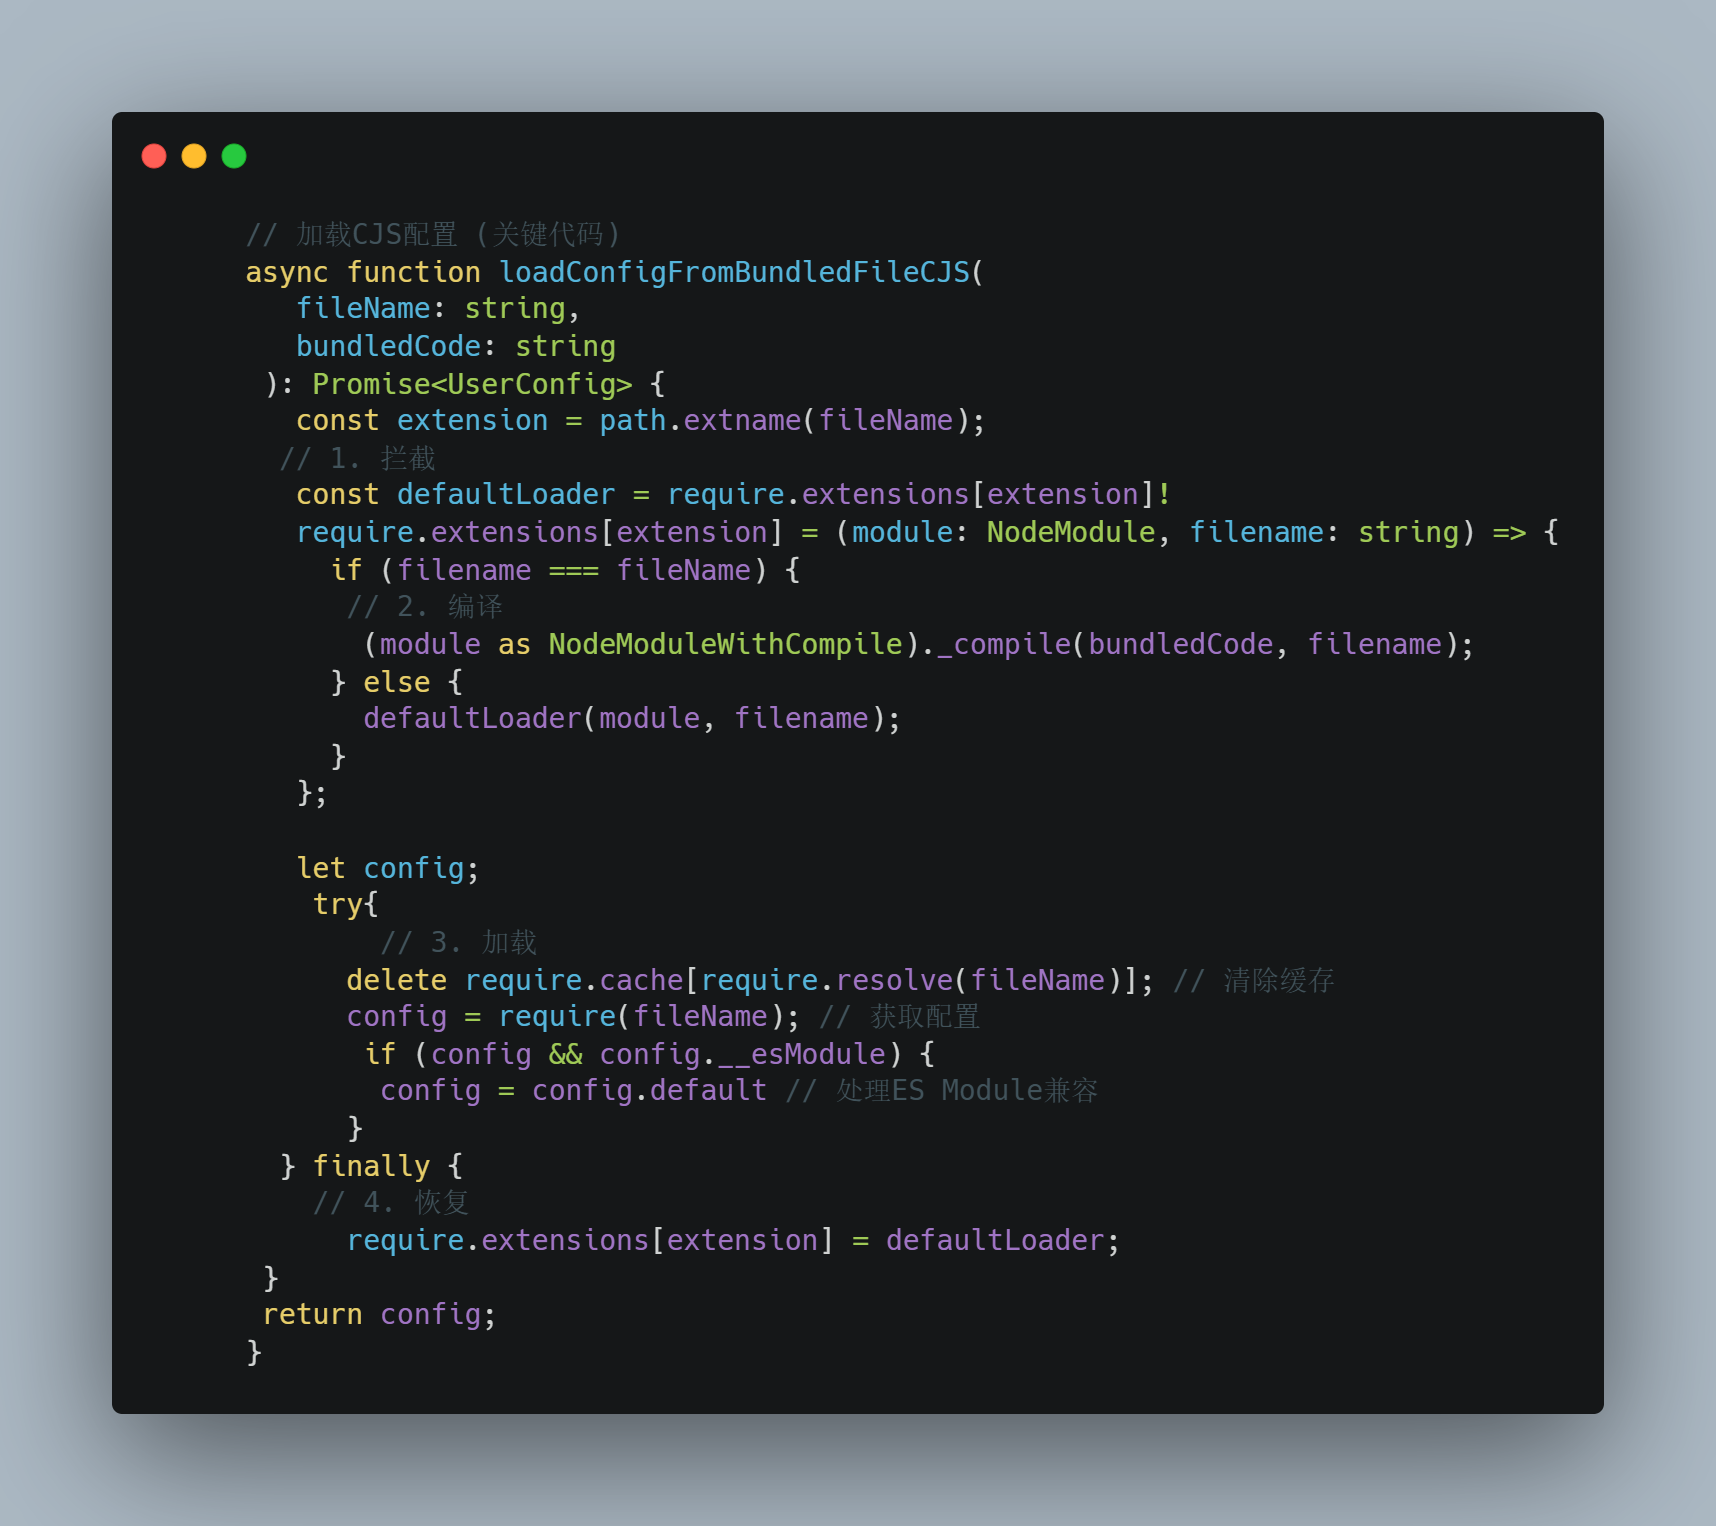 // 加载CJS配置 (关键代码)
async function loadConfigFromBundledFileCJS(
fileName: string,
bundledCode: string
): Promise<UserConfig> {
const extension = path.extname(fileName);
// 1. 拦截
const defaultLoader = require.extensions[extension]!
require.extensions[extension] = (module: NodeModule, filename: string) => {
if (filename === fileName) {
// 2. 编译
(module as NodeModuleWithCompile)._compile(bundledCode, filename);
} else {
defaultLoader(module, filename);
}
};
let config;
try{
// 3. 加载
delete require.cache[require.resolve(fileName)]; // 清除缓存
config = require(fileName); // 获取配置
if (config && config.__esModule) {
config = config.default // 处理ES Module兼容
}
} finally {
// 4. 恢复
require.extensions[extension] = defaultLoader;
}
return config;
}